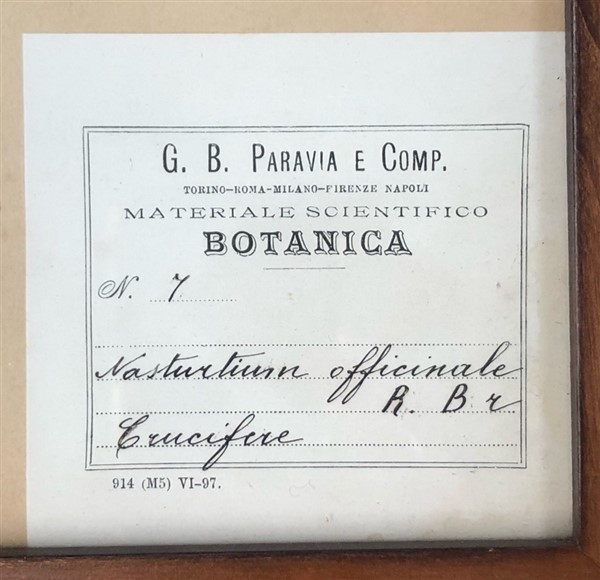 G. B. PARAVIA E COMP.
TORINO-ROMA-MILANO-FIRENZE NAPOLI
MATERIALE SCIENTIFICO
BOTANICA
N. 7
Nasturtium officinale
R. Br
Crucifere
914 (M5) VI-97.